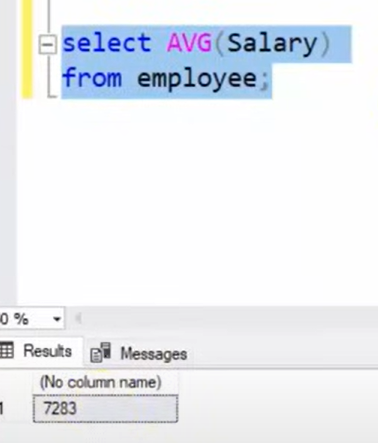 select AVG(Salary)
from employee;
0 %
Results Messages
(No column name)
1 7283